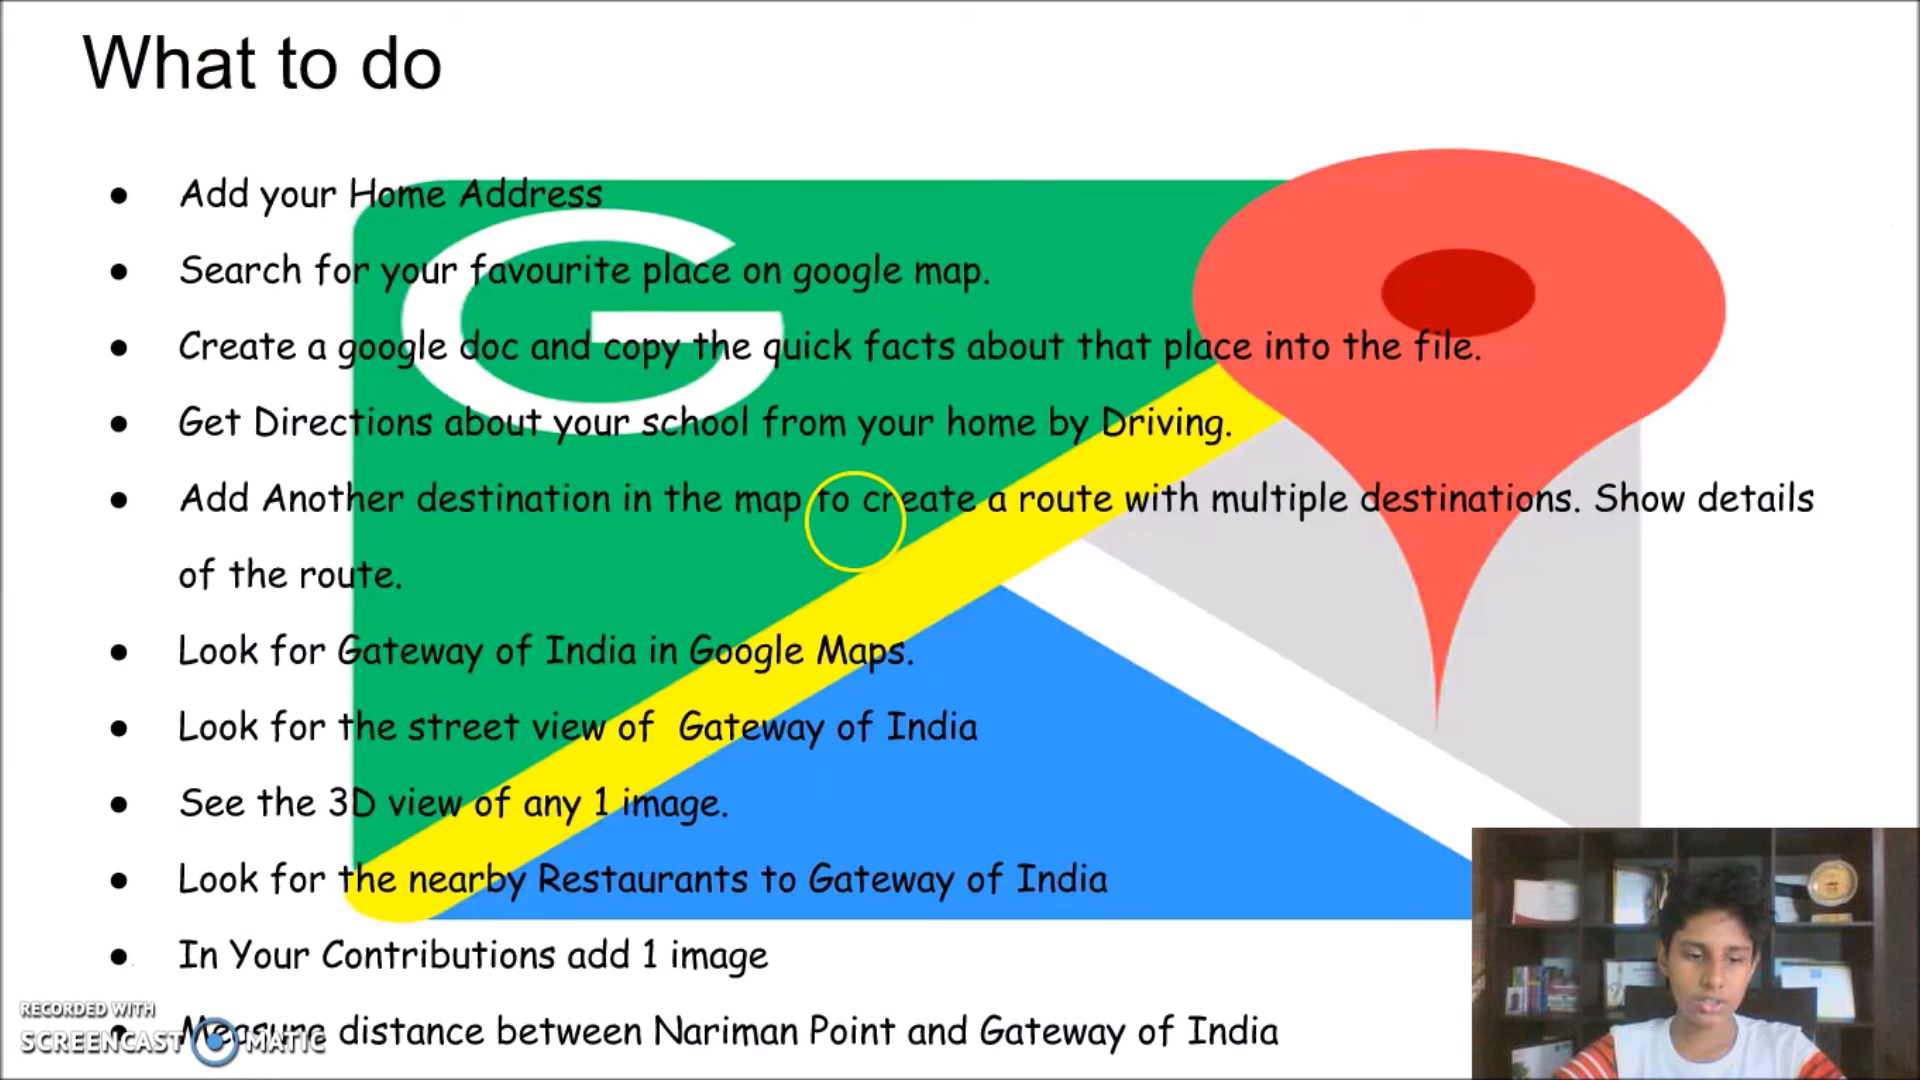 What to do
● Add your Home Address
● Search for your favourite place on google map.
● Create a google doc and copy the quick facts about that place into the file.
● Get Directions about your school from your home by Driving.
● Add Another destination in the map to create a route with multiple destinations. Show details
of the route.
● Look for Gateway of India in Google Maps.
● Look for the street view of  Gateway of India
● See the 3D view of any 1 image.
● Look for the nearby Restaurants to Gateway of India
● In Your Contributions add 1 image
● Measure distance between Nariman Point and Gateway of India
RECORDED WITH
SCREENCAST MATIC
G